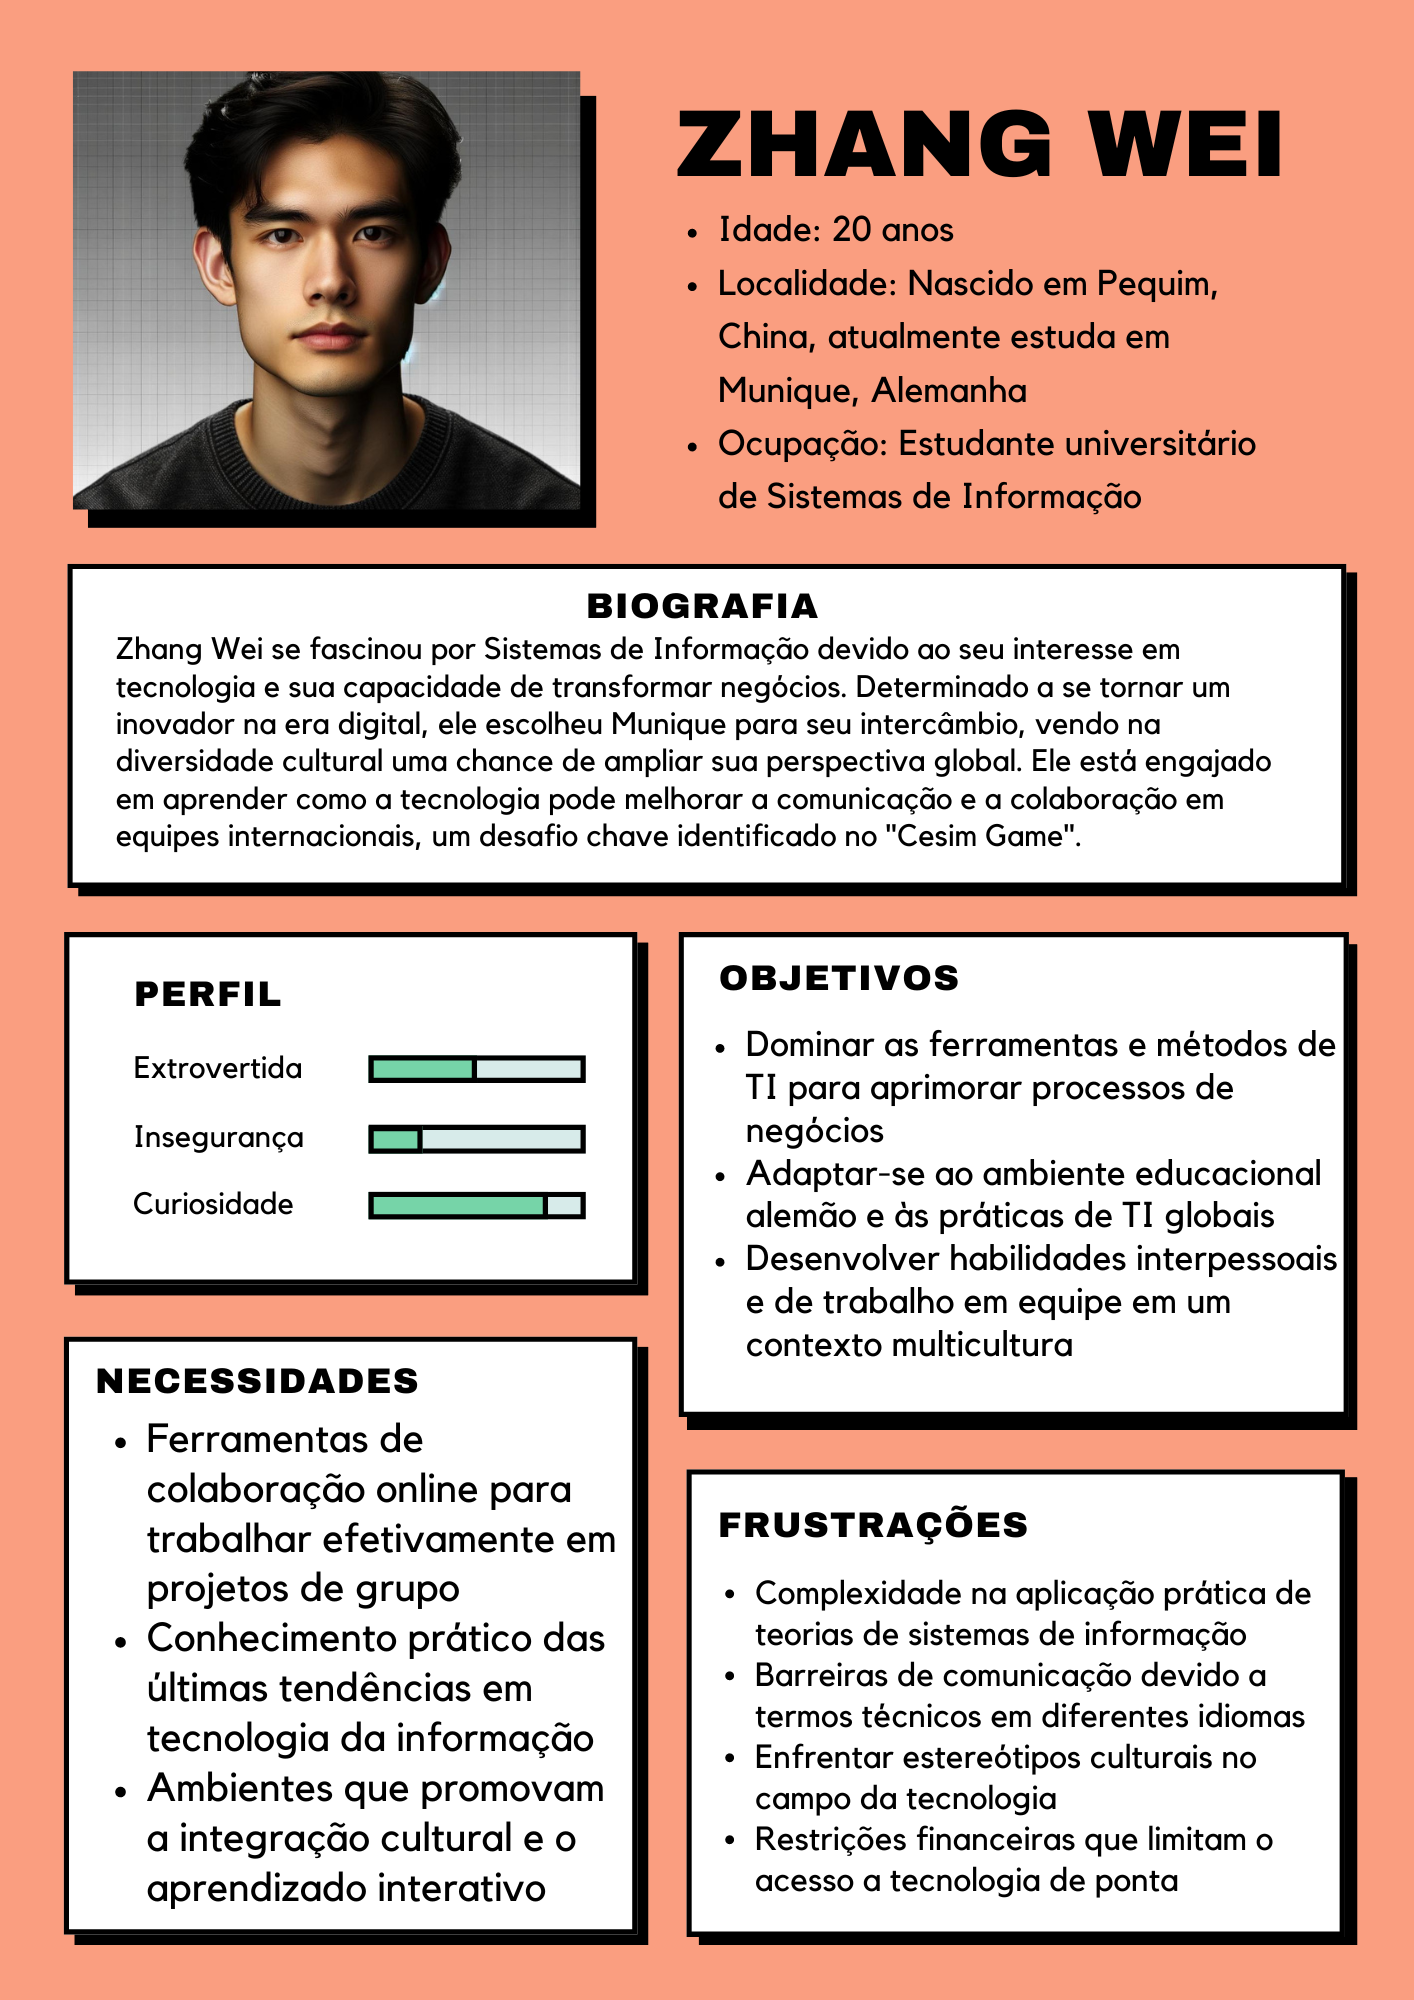 ZHANG WEI
• Idade: 20 anos
• Localidade: Nascido em Pequim,
China, atualmente estuda em
Munique, Alemanha
• Ocupação: Estudante universitário
de Sistemas de Informação
BIOGRAFIA
Zhang Wei se fascinou por Sistemas de Informação devido ao seu interesse em
tecnologia e sua capacidade de transformar negócios. Determinado a se tornar um
inovador na era digital, ele escolheu Munique para seu intercâmbio, vendo na
diversidade cultural uma chance de ampliar sua perspectiva global. Ele está engajado
em aprender como a tecnologia pode melhorar a comunicação e a colaboração em
equipes internacionais, um desafio chave identificado no "Cesim Game".
PERFIL
Extrovertida
Insegurança
Curiosidade
OBJETIVOS
• Dominar as ferramentas e métodos de
TI para aprimorar processos de
negócios
• Adaptar-se ao ambiente educacional
alemão e às práticas de TI globais
• Desenvolver habilidades interpessoais
e de trabalho em equipe em um
contexto multicultura
NECESSIDADES
• Ferramentas de
colaboração online para
trabalhar efetivamente em
projetos de grupo
• Conhecimento prático das
últimas tendências em
tecnologia da informação
• Ambientes que promovam
a integração cultural e o
aprendizado interativo
FRUSTRAÇÕES
• Complexidade na aplicação prática de
teorias de sistemas de informação
• Barreiras de comunicação devido a
termos técnicos em diferentes idiomas
• Enfrentar estereótipos culturais no
campo da tecnologia
• Restrições financeiras que limitam o
acesso a tecnologia de ponta